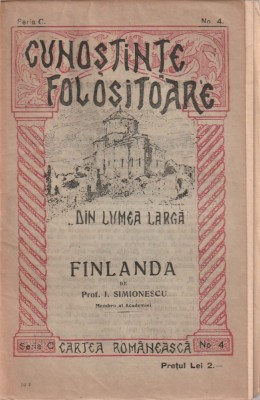 Seria C. No. 4.
CUNOSTINTE
FOLOSITOARE
DIN LUMEA LARGĂ
FINLANDA
DE
Prof. I. SIMIONESCU
Membru al Academiei
Seria C CARTEA ROMÂNEASCĂ No. 4
Prețul Lei 2.—